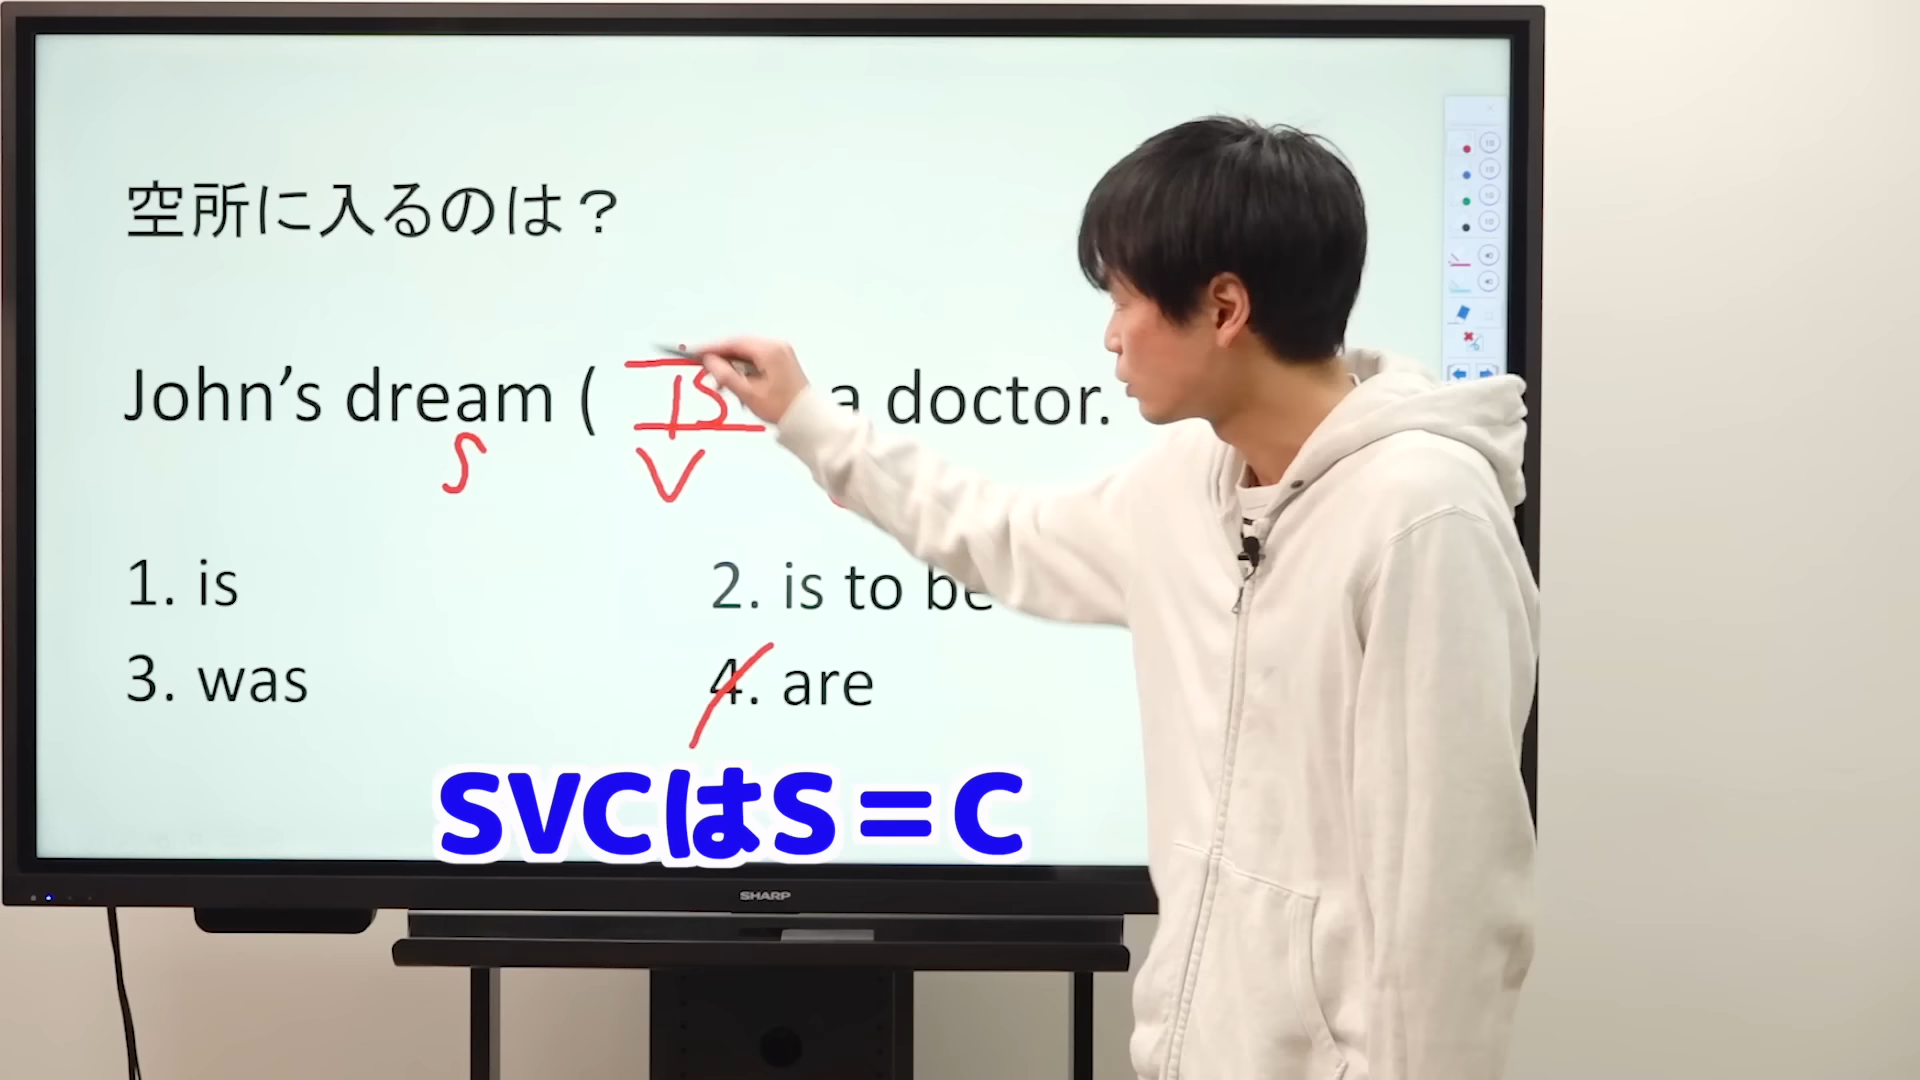 空所に入るのは？
John's dream ( is a doctor.
S V
1. is
2. is to be
3. was
4. are
SVCはS＝C
SHARP